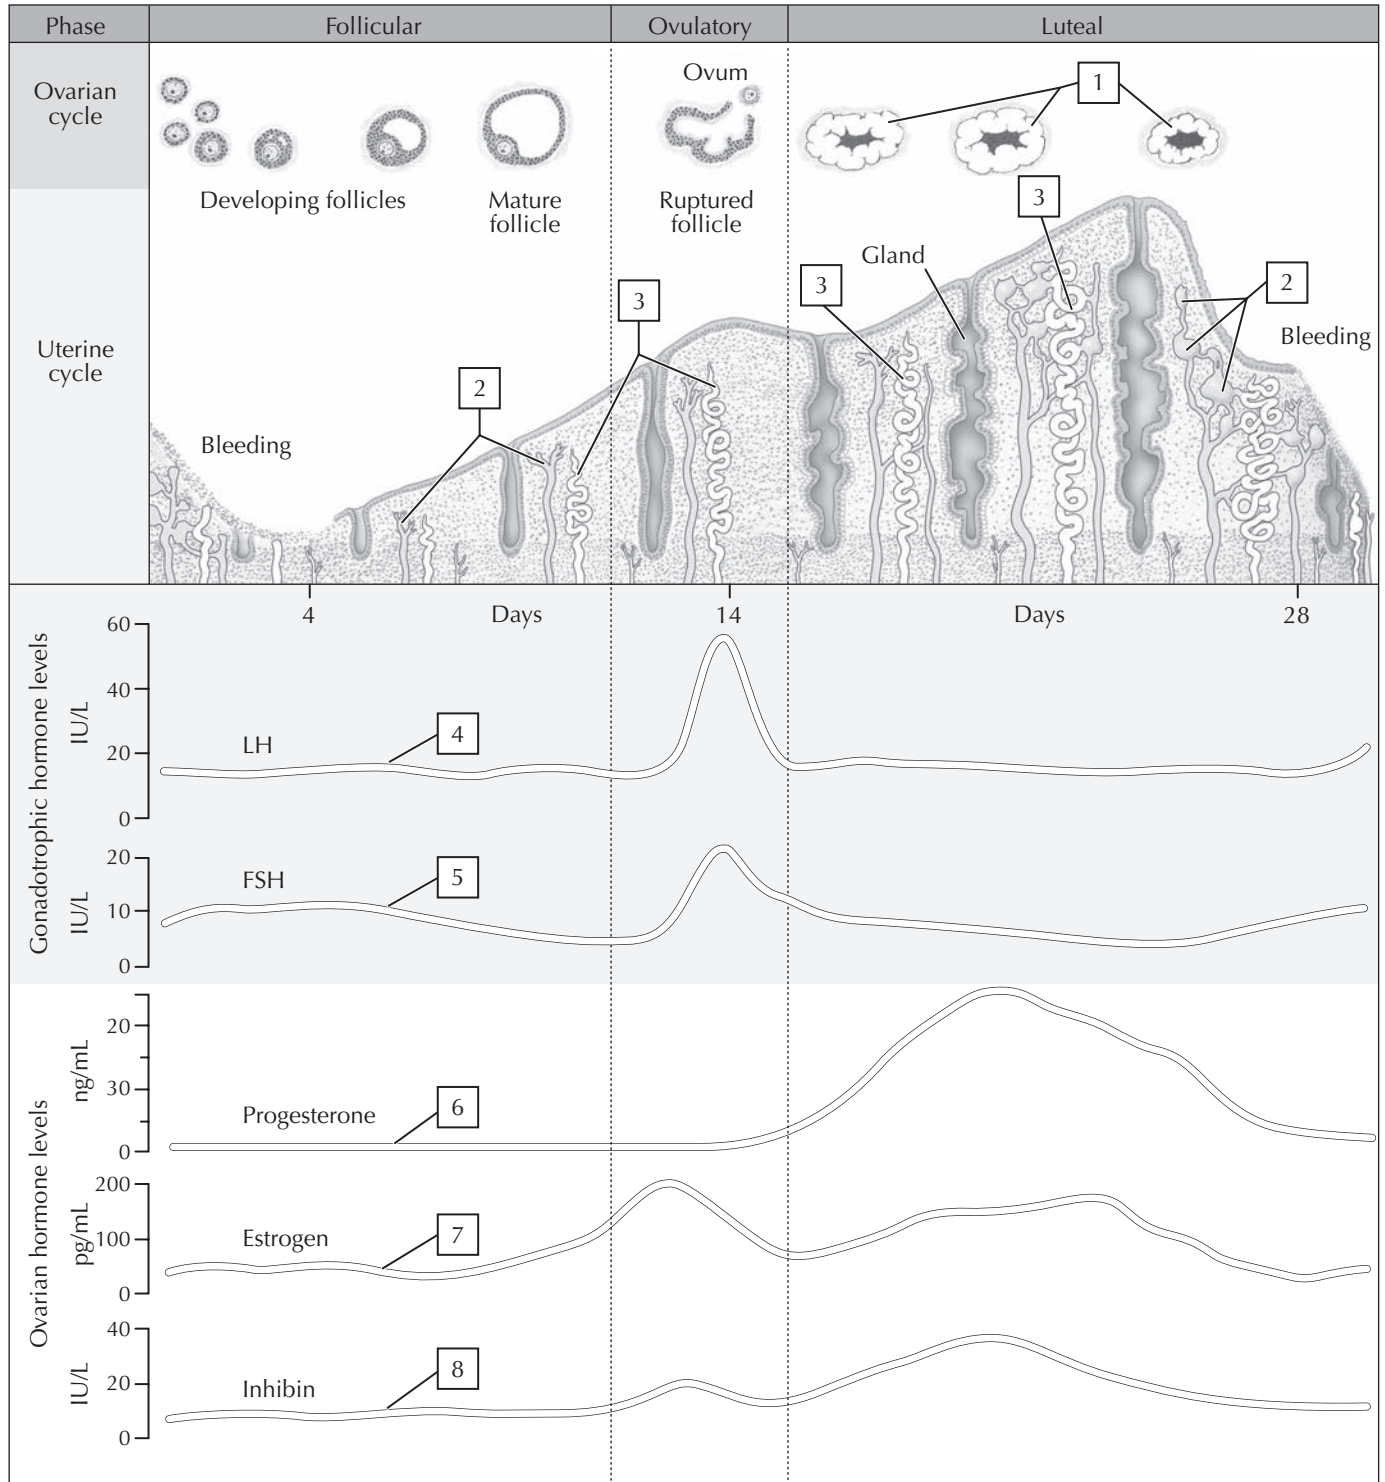 Phase
Follicular
Ovulatory
Luteal
Ovarian
cycle
Ovum
1
Developing follicles
Mature
follicle
Ruptured
follicle
3
Gland
3
3
2
Bleeding
Uterine
cycle
2
Bleeding
4
Days
14
Days
28
Gonadotrophic hormone levels
IU/L
60
40
20
0
LH
4
IU/L
20
10
0
FSH
5
Ovarian hormone levels
ng/mL
20
30
0
Progesterone
6
pg/mL
200
100
0
Estrogen
7
IU/L
40
20
0
Inhibin
8